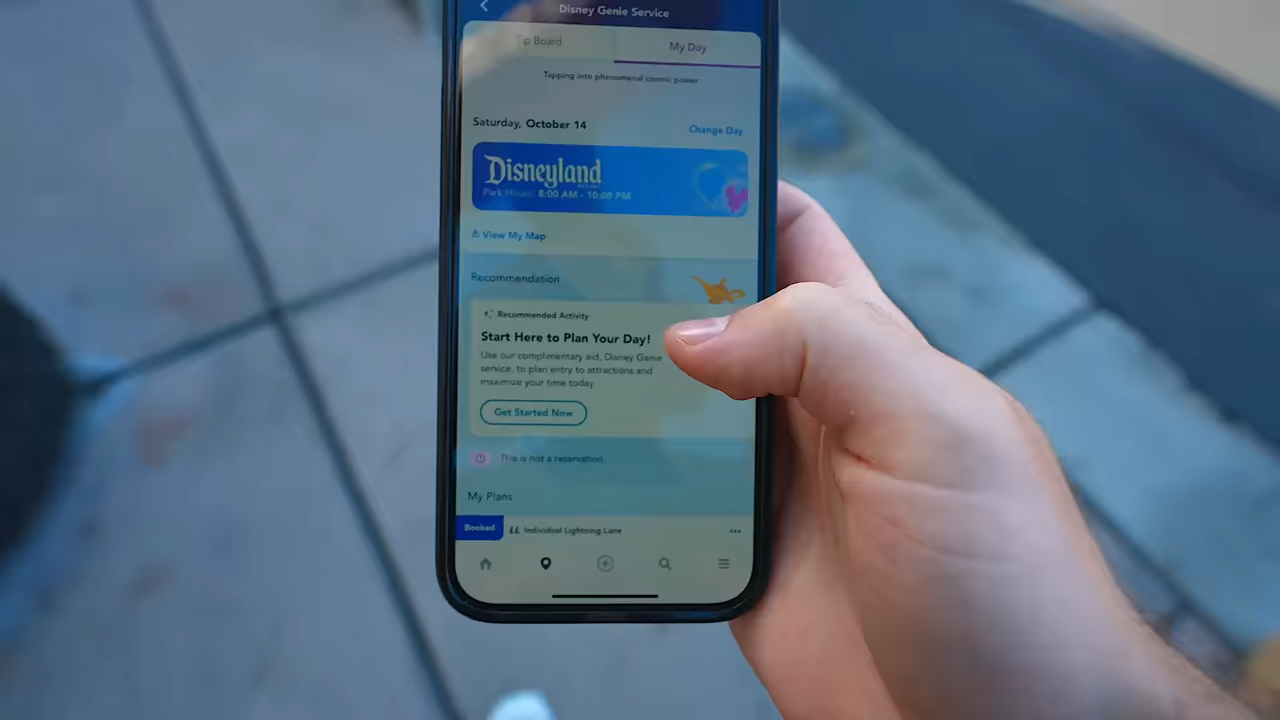 Disney Genie Service
Tip Board
My Day
Tapping into phenomenal cosmic power
Saturday, October 14
Change Day
Disneyland
Park Hours: 8:00 AM - 10:00 PM
View My Map
Recommendation
Recommended Activity
Start Here to Plan Your Day!
Use our complimentary aid, Disney Genie
service, to plan entry to attractions and
maximize your time today
Get Started Now
This is not a reservation.
My Plans
Booked
LL Individual Lightning Lane